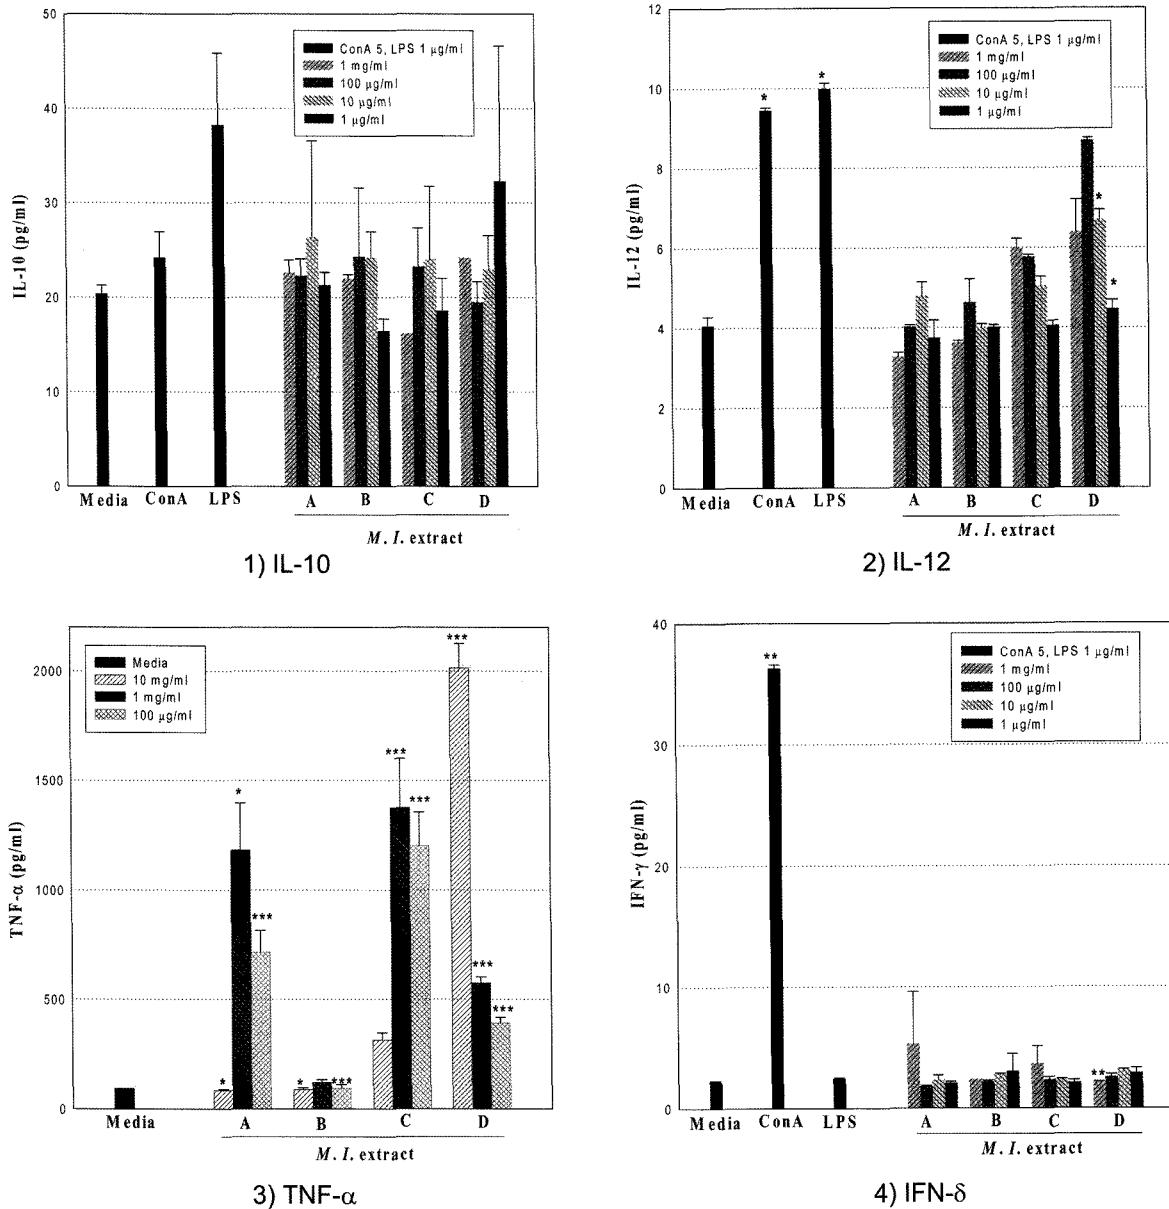 50
40
30
20
10
0
IL-10 (pg/ml)
ConA 5, LPS 1 μg/ml
1 mg/ml
100 μg/ml
10 μg/ml
1 μg/ml
Media ConA LPS A B C D
M. I. extract
1) IL-10
12
10
8
6
4
2
0
IL-12 (pg/ml)
ConA 5, LPS 1 μg/ml
1 mg/ml
100 μg/ml
10 μg/ml
1 μg/ml
* * * *
Media ConA LPS A B C D
M. I. extract
2) IL-12
2000
1500
1000
500
0
TNF-α (pg/ml)
Media
10 mg/ml
1 mg/ml
100 μg/ml
* * *** * *** *** *** *** *** ***
Media A B C D
M. I. extract
3) TNF-α
40
30
20
10
0
IFN-γ (pg/ml)
ConA 5, LPS 1 μg/ml
1 mg/ml
100 μg/ml
10 μg/ml
1 μg/ml
** **
Media ConA LPS A B C D
M. I. extract
4) IFN-δ